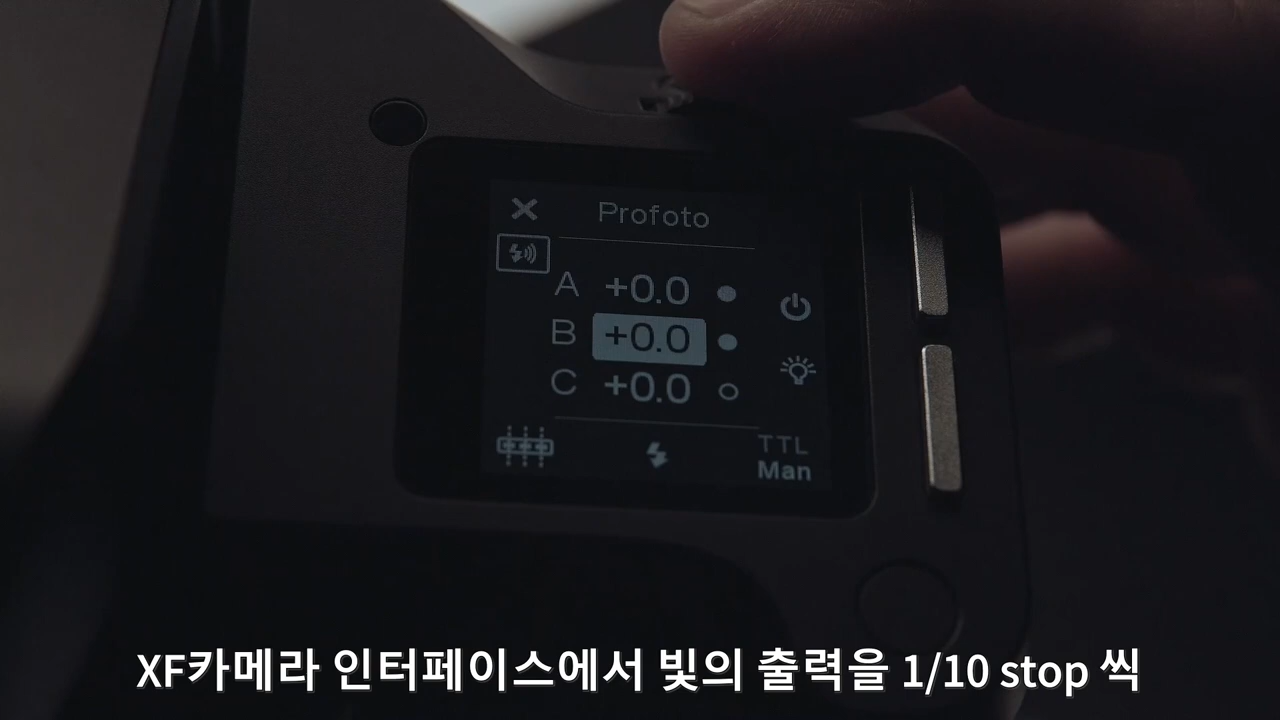 Profoto
A +0.0
B +0.0
C +0.0
TTL
Man
XF카메라 인터페이스에서 빛의 출력을 1/10 stop 씩